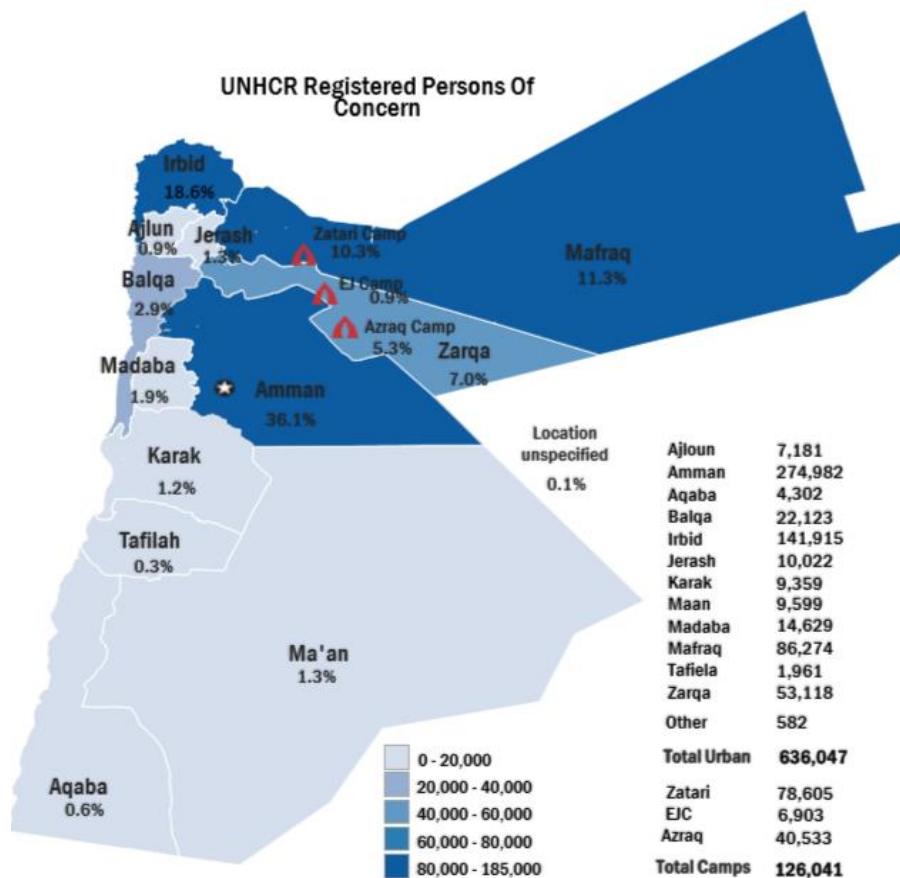 UNHCR Registered Persons Of
Concern
Irbid
18.6%
Ajlun
0.9%
Jerash
1.3%
Zatari Camp
10.3%
Mafraq
11.3%
Balqa
2.9%
EJ Camp
0.9%
Azraq Camp
5.3%
Zarqa
7.0%
Madaba
1.9%
Amman
36.1%
Location
unspecified
0.1%
Karak
1.2%
Tafilah
0.3%
Ma'an
1.3%
Aqaba
0.6%
0 - 20,000
20,000 - 40,000
40,000 - 60,000
60,000 - 80,000
80,000 - 185,000
Ajloun 7,181
Amman 274,982
Aqaba 4,302
Balqa 22,123
Irbid 141,915
Jerash 10,022
Karak 9,359
Maan 9,599
Madaba 14,629
Mafraq 86,274
Tafiela 1,961
Zarqa 53,118
Other 582
Total Urban 636,047
Zatari 78,605
EJC 6,903
Azraq 40,533
Total Camps 126,041